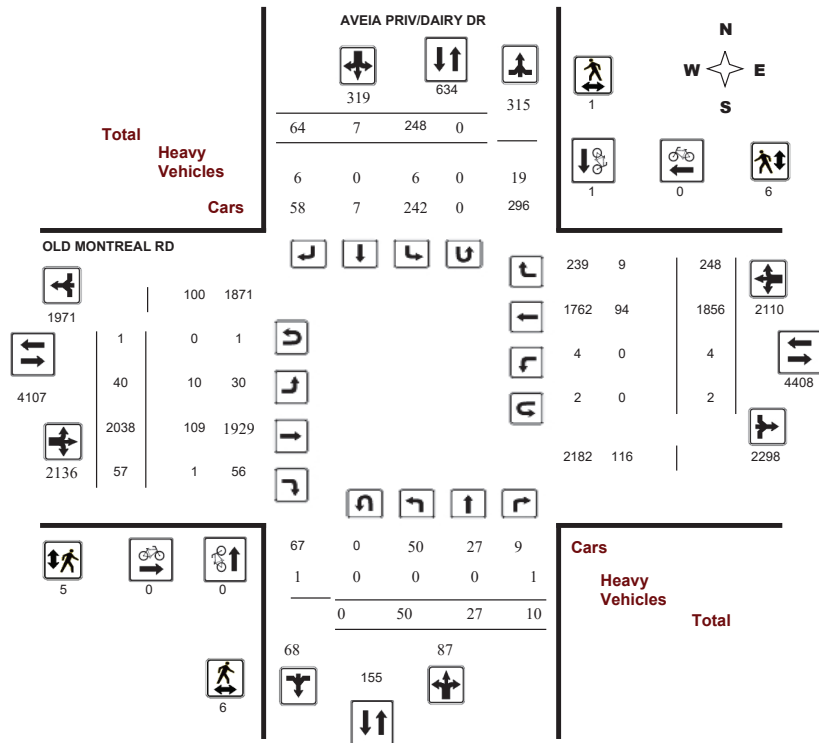 AVEIA PRIV/DAIRY DR
N
W E
S
319
634
315
1
Total
64 7 248 0
Heavy
Vehicles
6 0 6 0 19
Cars
58 7 242 0 296
1 0 6
OLD MONTREAL RD
1971
100 1871
239 9 248
2110
1762 94 1856
4107
1 0 1
4 0 4
4408
40 10 30
2 0 2
2038 109 1929
2136
57 1 56
2182 116
2298
67 0 50 27 9
Cars
1 0 0 0 1
Heavy
Vehicles
0 50 27 10
Total
5 0 0
68
155
87
6